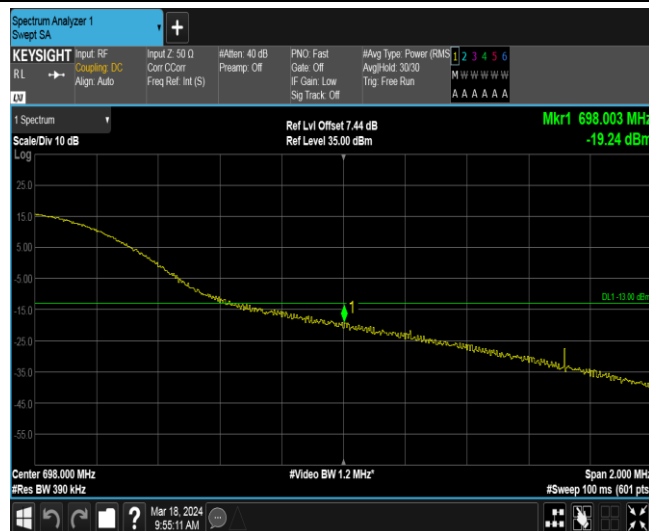 Spectrum Analyzer 1
Swept SA
+
KEYSIGHT
RL
Input: RF
Coupling: DC
Align: Auto
Input Z: 50 Ω
Corr CCorr
Freq Ref: Int (S)
#Atten: 40 dB
Preamp: Off
PNO: Fast
Gate: Off
IF Gain: Low
Sig Track: Off
#Avg Type: Power (RMS
Avg|Hold: 30/30
Trig: Free Run
1 2 3 4 5 6
M W W W W W
A A A A A A
LXI
1 Spectrum
Scale/Div 10 dB
Log
Ref Lvl Offset 7.44 dB
Ref Level 35.00 dBm
Mkr1 698.003 MHz
-19.24 dBm
25.0
15.0
5.00
-5.00
-15.0
-25.0
-35.0
-45.0
-55.0
DL1 -13.00 dBm
1
Center 698.000 MHz
#Res BW 390 kHz
#Video BW 1.2 MHz*
Span 2.000 MHz
#Sweep 100 ms (601 pts
?
Mar 18, 2024
9:55:11 AM